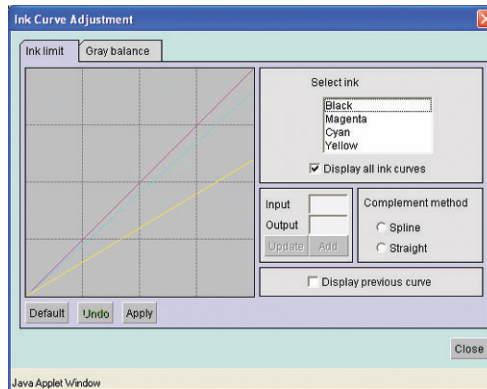 Ink Curve Adjustment
Ink limit
Gray balance
Select ink
Black
Magenta
Cyan
Yellow
Display all ink curves
Input
Output
Update
Add
Complement method
Spline
Straight
Display previous curve
Default
Undo
Apply
Close
Java Applet Window